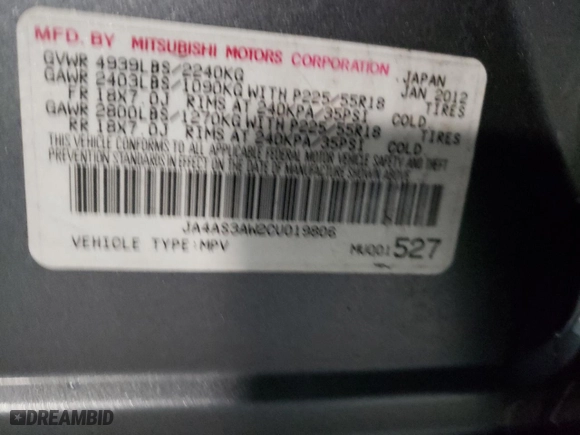 MFD. BY MITSUBISHI MOTORS CORPORATION
GVWR 4939LBS/2240KG JAPAN
GAWR 2403LBS/1090KG WITH P225/55R18 JAN 2012
FR 18X7.0J RIMS AT 240KPA/35PSI COLD TIRES
GAWR 2800LBS/1270KG WITH P225/55R18 TIRES
RR 18X7.0J RIMS AT 240KPA/35PSI COLD
THIS VEHICLE CONFORMS TO ALL APPLICABLE FEDERAL MOTOR VEHICLE SAFETY AND THEFT
PREVENTION STANDARDS IN EFFECT ON THE DATE OF MANUFACTURE SHOWN ABOVE.
JA4AS3AW2CU019806
VEHICLE TYPE:MPV MU001 527
DREAMBID